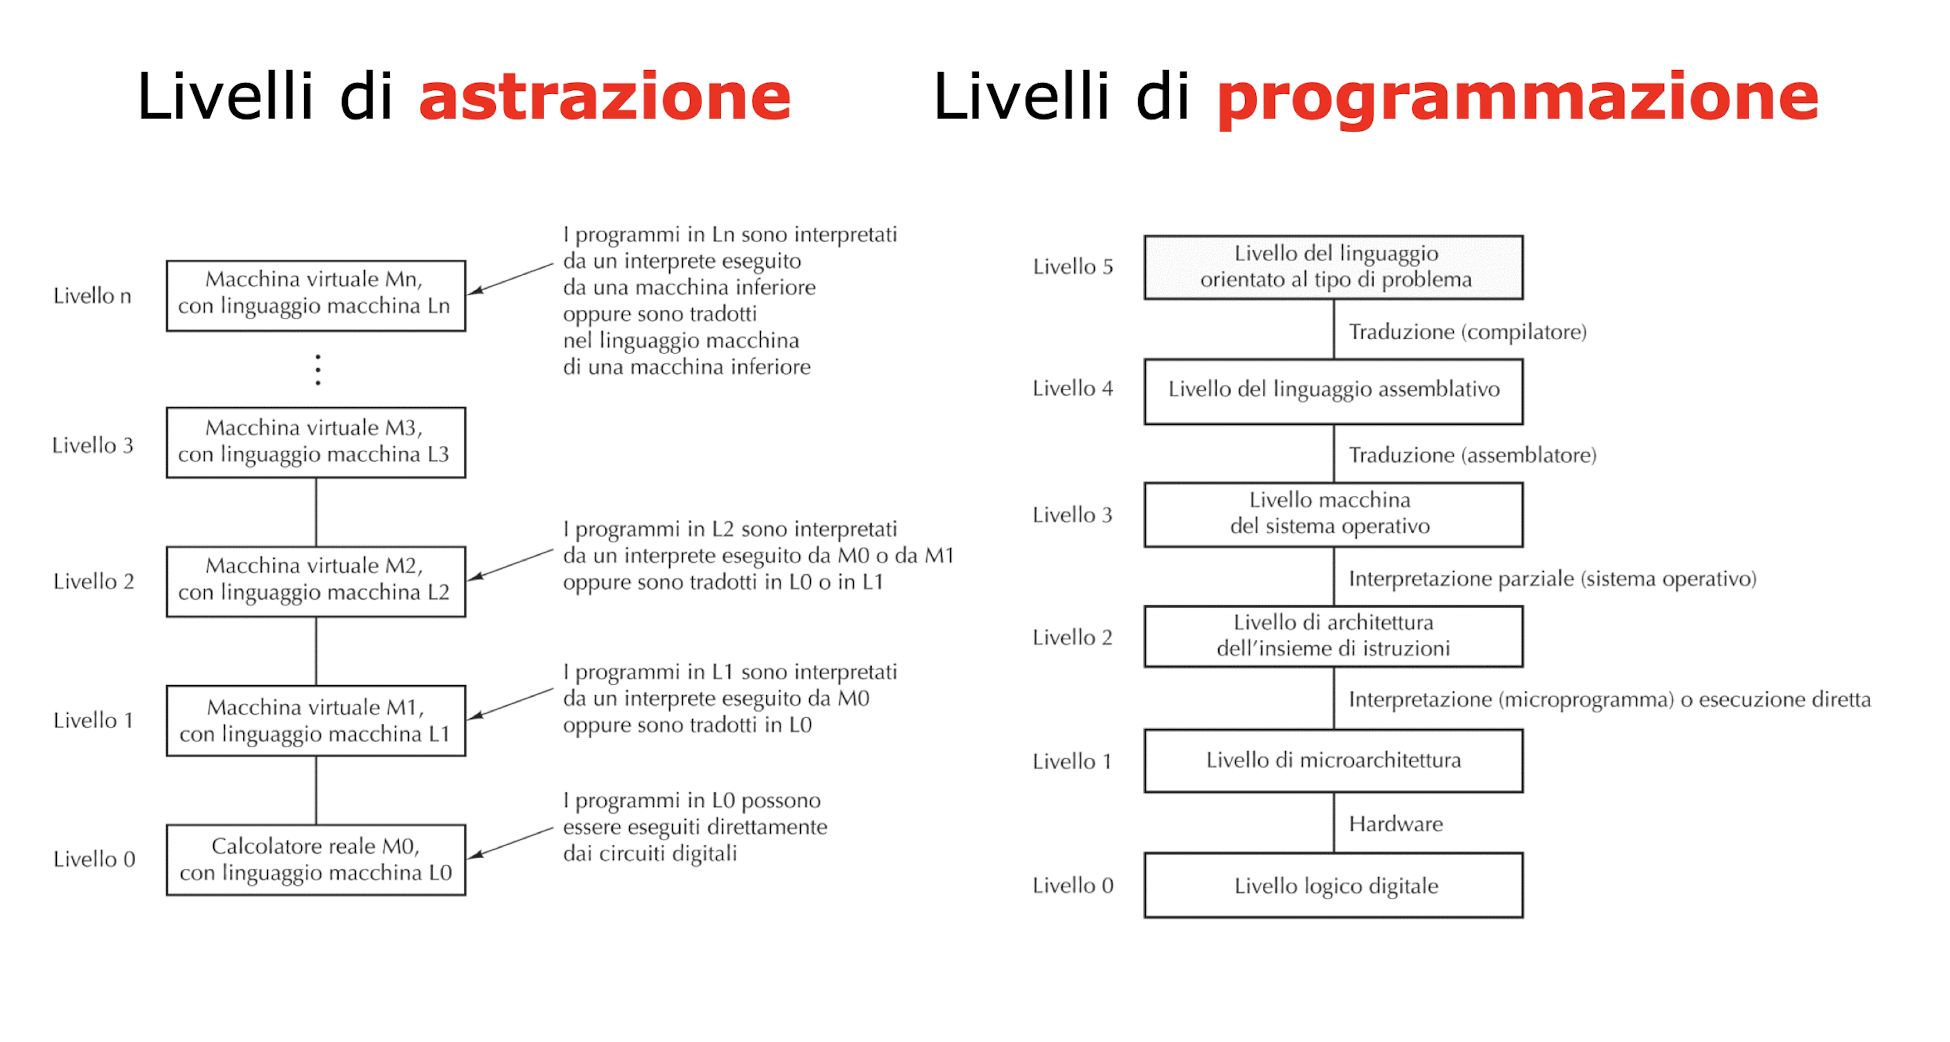 Livelli di astrazione
Livello n
Macchina virtuale Mn,
con linguaggio macchina Ln
I programmi in Ln sono interpretati
da un interprete eseguito
da una macchina inferiore
oppure sono tradotti
nel linguaggio macchina
di una macchina inferiore
Livello 3
Macchina virtuale M3,
con linguaggio macchina L3
Livello 2
Macchina virtuale M2,
con linguaggio macchina L2
I programmi in L2 sono interpretati
da un interprete eseguito da M0 o da M1
oppure sono tradotti in L0 o in L1
Livello 1
Macchina virtuale M1,
con linguaggio macchina L1
I programmi in L1 sono interpretati
da un interprete eseguito da M0
oppure sono tradotti in L0
Livello 0
Calcolatore reale M0,
con linguaggio macchina L0
I programmi in L0 possono
essere eseguiti direttamente
dai circuiti digitali
Livelli di programmazione
Livello 5
Livello del linguaggio
orientato al tipo di problema
Traduzione (compilatore)
Livello 4
Livello del linguaggio assemblativo
Traduzione (assemblatore)
Livello 3
Livello macchina
del sistema operativo
Interpretazione parziale (sistema operativo)
Livello 2
Livello di architettura
dell'insieme di istruzioni
Interpretazione (microprogramma) o esecuzione diretta
Livello 1
Livello di microarchitettura
Hardware
Livello 0
Livello logico digitale